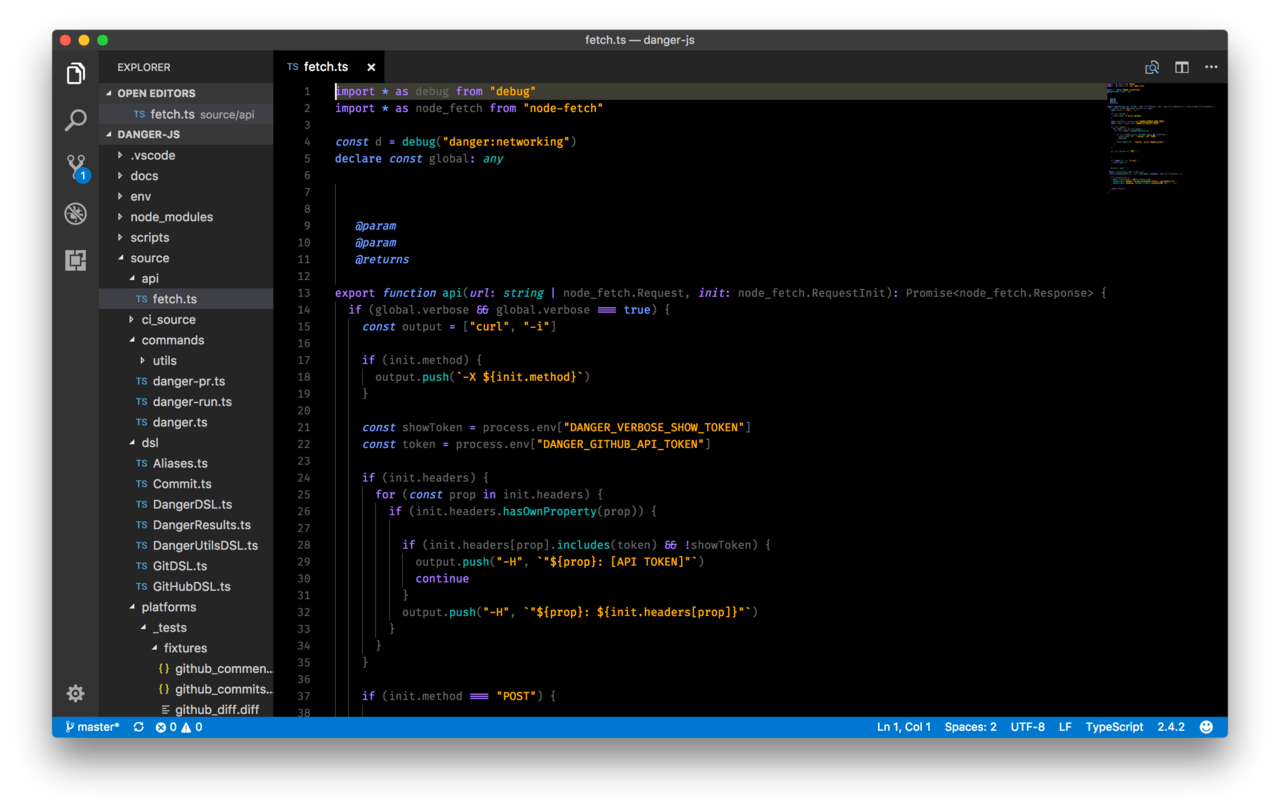 fetch.ts — danger-js
EXPLORER
OPEN EDITORS
TS fetch.ts source/api
DANGER-JS
.vscode
docs
env
node_modules
scripts
source
api
TS fetch.ts
ci_source
commands
utils
TS danger-pr.ts
TS danger-run.ts
TS danger.ts
dsl
TS Aliases.ts
TS Commit.ts
TS DangerDSL.ts
TS DangerResults.ts
TS DangerUtilsDSL.ts
TS GitDSL.ts
TS GitHubDSL.ts
platforms
_tests
fixtures
{} github_commen...
{} github_commits...
github_diff.diff
1
TS fetch.ts ×
1 import * as debug from "debug"
2 import * as node_fetch from "node-fetch"
3
4 const d = debug("danger:networking")
5 declare const global: any
6
7
8
9 @param
10 @param
11 @returns
12
13 export function api(url: string | node_fetch.Request, init: node_fetch.RequestInit): Promise<node_fetch.Response> {
14 if (global.verbose && global.verbose === true) {
15 const output = ["curl", "-i"]
16
17 if (init.method) {
18 output.push(`-X ${init.method}`)
19 }
20
21 const showToken = process.env["DANGER_VERBOSE_SHOW_TOKEN"]
22 const token = process.env["DANGER_GITHUB_API_TOKEN"]
23
24 if (init.headers) {
25 for (const prop in init.headers) {
26 if (init.headers.hasOwnProperty(prop)) {
27
28 if (init.headers[prop].includes(token) && !showToken) {
29 output.push("-H", `"${prop}: [API TOKEN]"`)
30 continue
31 }
32 output.push("-H", `"${prop}: ${init.headers[prop]}"`)
33 }
34 }
35 }
36
37 if (init.method === "POST") {
38
master* 0 0 Ln 1, Col 1 Spaces: 2 UTF-8 LF TypeScript 2.4.2